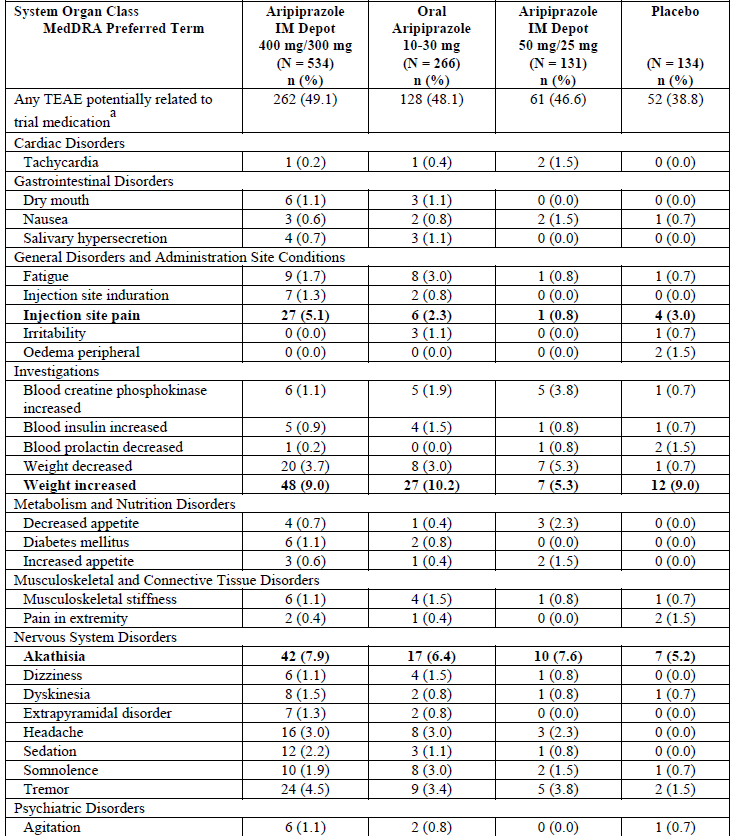 System Organ Class Aripiprazole Oral Aripiprazole Placebo
MedDRA Preferred Term IM Depot Aripiprazole IM Depot
400 mg/300 mg 10-30 mg 50 mg/25 mg
(N = 534) (N = 266) (N = 131) (N = 134)
n (%) n (%) n (%) n (%)
Any TEAE potentially related to 262 (49.1) 128 (48.1) 61 (46.6) 52 (38.8)
trial medication a
Cardiac Disorders
Tachycardia 1 (0.2) 1 (0.4) 2 (1.5) 0 (0.0)
Gastrointestinal Disorders
Dry mouth 6 (1.1) 3 (1.1) 0 (0.0) 0 (0.0)
Nausea 3 (0.6) 2 (0.8) 2 (1.5) 1 (0.7)
Salivary hypersecretion 4 (0.7) 3 (1.1) 0 (0.0) 0 (0.0)
General Disorders and Administration Site Conditions
Fatigue 9 (1.7) 8 (3.0) 1 (0.8) 1 (0.7)
Injection site induration 7 (1.3) 2 (0.8) 0 (0.0) 0 (0.0)
Injection site pain 27 (5.1) 6 (2.3) 1 (0.8) 4 (3.0)
Irritability 0 (0.0) 3 (1.1) 0 (0.0) 1 (0.7)
Oedema peripheral 0 (0.0) 0 (0.0) 0 (0.0) 2 (1.5)
Investigations
Blood creatine phosphokinase 6 (1.1) 5 (1.9) 5 (3.8) 1 (0.7)
increased
Blood insulin increased 5 (0.9) 4 (1.5) 1 (0.8) 1 (0.7)
Blood prolactin decreased 1 (0.2) 0 (0.0) 1 (0.8) 2 (1.5)
Weight decreased 20 (3.7) 8 (3.0) 7 (5.3) 1 (0.7)
Weight increased 48 (9.0) 27 (10.2) 7 (5.3) 12 (9.0)
Metabolism and Nutrition Disorders
Decreased appetite 4 (0.7) 1 (0.4) 3 (2.3) 0 (0.0)
Diabetes mellitus 6 (1.1) 2 (0.8) 0 (0.0) 0 (0.0)
Increased appetite 3 (0.6) 1 (0.4) 2 (1.5) 0 (0.0)
Musculoskeletal and Connective Tissue Disorders
Musculoskeletal stiffness 6 (1.1) 4 (1.5) 1 (0.8) 1 (0.7)
Pain in extremity 2 (0.4) 1 (0.4) 0 (0.0) 2 (1.5)
Nervous System Disorders
Akathisia 42 (7.9) 17 (6.4) 10 (7.6) 7 (5.2)
Dizziness 6 (1.1) 4 (1.5) 1 (0.8) 0 (0.0)
Dyskinesia 8 (1.5) 2 (0.8) 1 (0.8) 1 (0.7)
Extrapyramidal disorder 7 (1.3) 2 (0.8) 0 (0.0) 0 (0.0)
Headache 16 (3.0) 8 (3.0) 3 (2.3) 0 (0.0)
Sedation 12 (2.2) 3 (1.1) 1 (0.8) 0 (0.0)
Somnolence 10 (1.9) 8 (3.0) 2 (1.5) 1 (0.7)
Tremor 24 (4.5) 9 (3.4) 5 (3.8) 2 (1.5)
Psychiatric Disorders
Agitation 6 (1.1) 2 (0.8) 0 (0.0) 1 (0.7)